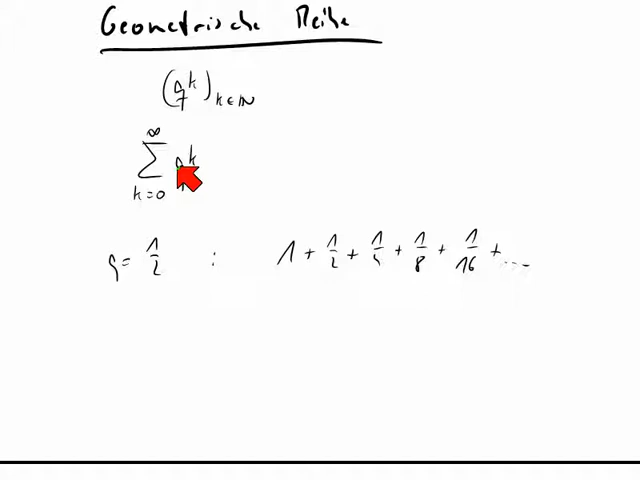 Geometrische Reihe
(q^k)_{k∈ℕ}
∑_{k=0}^{∞} q^k
q = 1/2 : 1 + 1/2 + 1/4 + 1/8 + 1/16 + ...